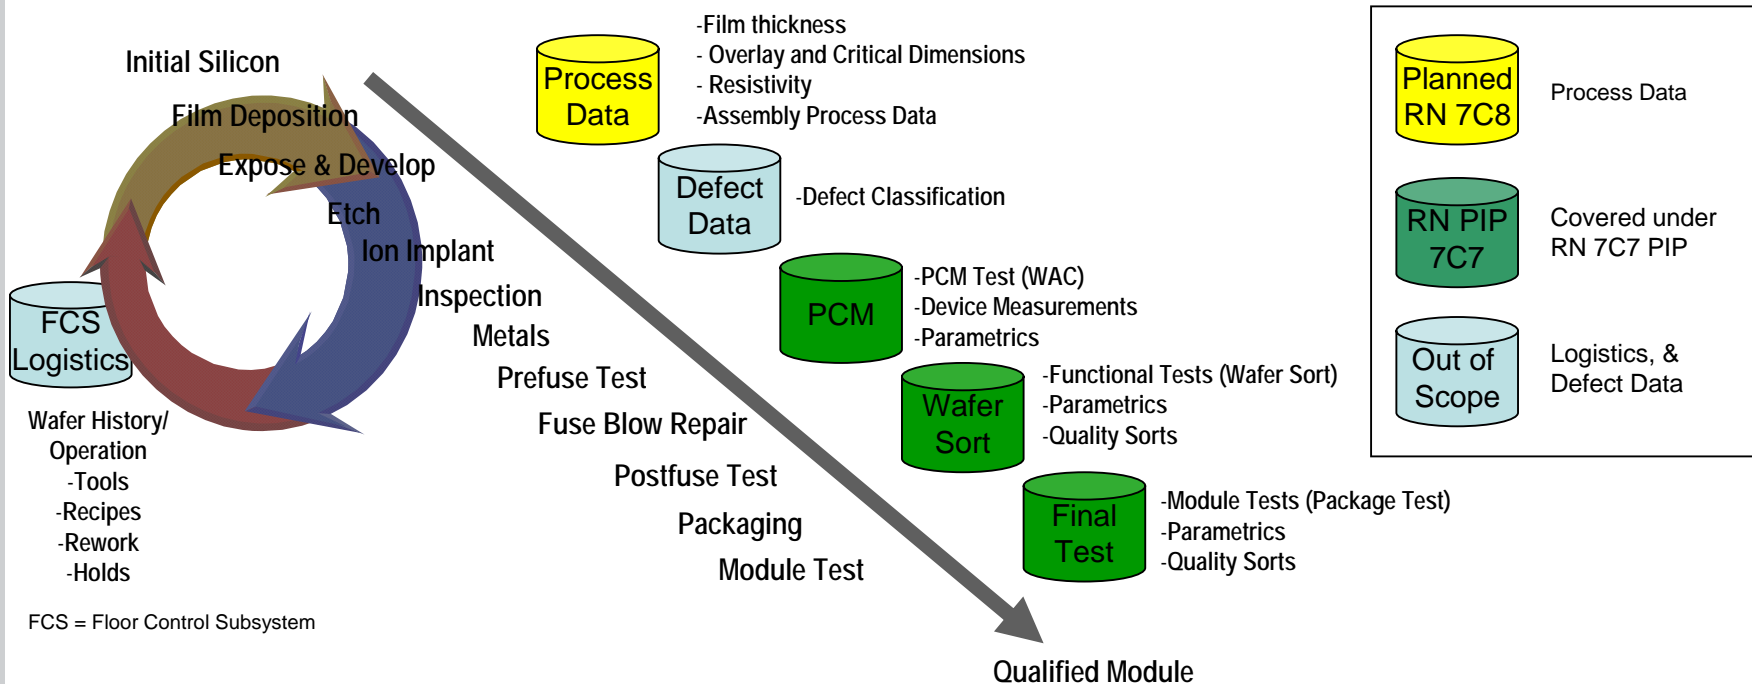 Initial Silicon
Film Deposition
Expose & Develop
Etch
Ion Implant
Inspection
Metals
Prefuse Test
Fuse Blow Repair
Postfuse Test
Packaging
Module Test
Qualified Module
FCS
Logistics
Wafer History/
Operation
-Tools
-Recipes
-Rework
-Holds
FCS = Floor Control Subsystem
Process
Data
-Film thickness
- Overlay and Critical Dimensions
- Resistivity
-Assembly Process Data
Defect
Data
-Defect Classification
PCM
-PCM Test (WAC)
-Device Measurements
-Parametrics
Wafer
Sort
-Functional Tests (Wafer Sort)
-Parametrics
-Quality Sorts
Final
Test
-Module Tests (Package Test)
-Parametrics
-Quality Sorts
Planned
RN 7C8
Process Data
RN PIP
7C7
Covered under
RN 7C7 PIP
Out of
Scope
Logistics, &
Defect Data